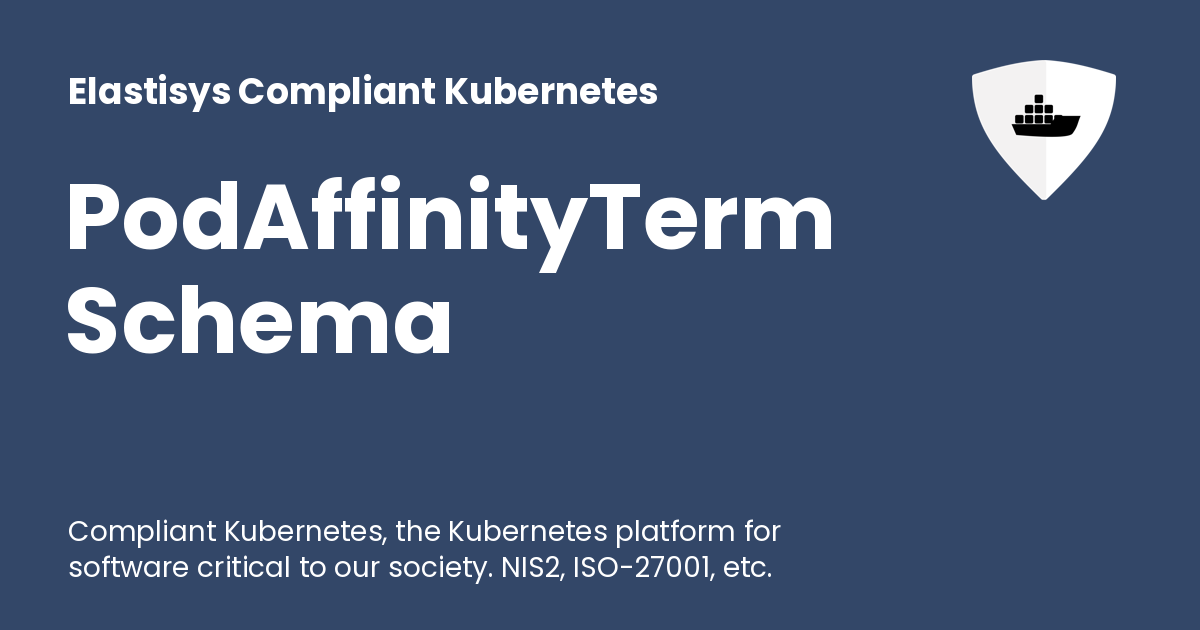 Elastisys Compliant Kubernetes
PodAffinityTerm
Schema
Compliant Kubernetes, the Kubernetes platform for
software critical to our society. NIS2, ISO-27001, etc.